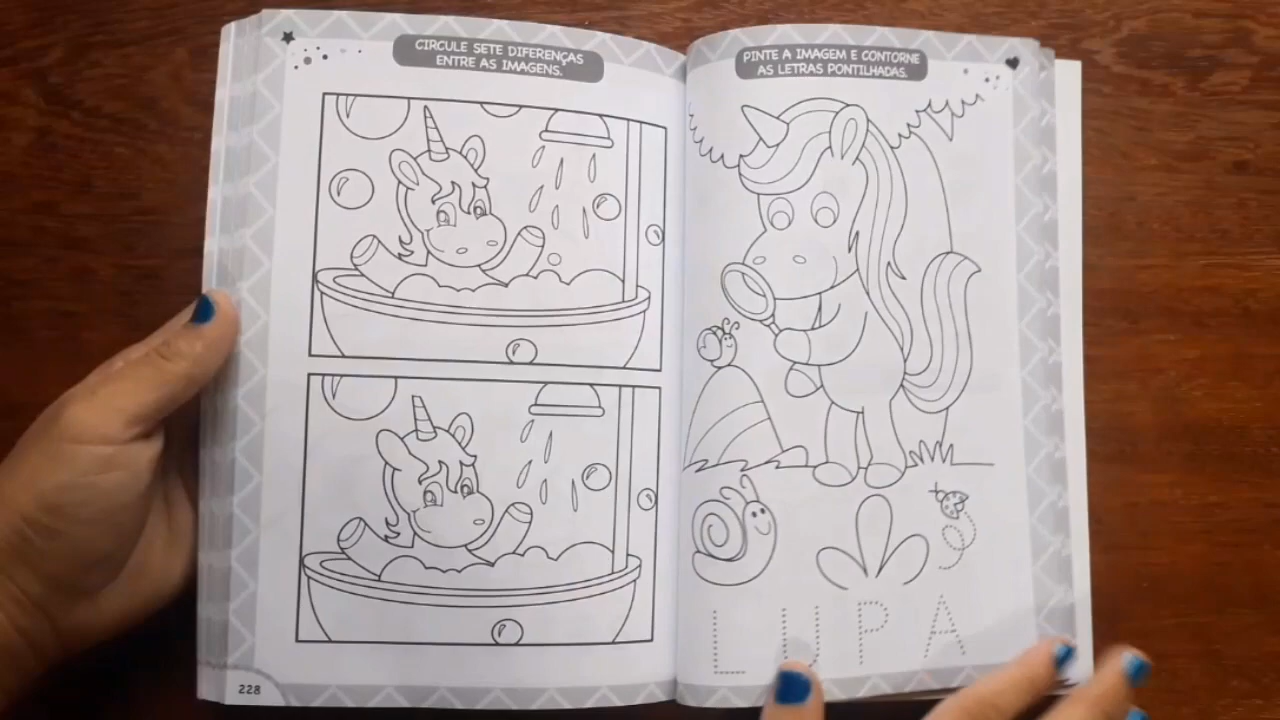 CIRCULE SETE DIFERENÇAS
ENTRE AS IMAGENS.
228
PINTE A IMAGEM E CONTORNE
AS LETRAS PONTILHADAS.
LUPA